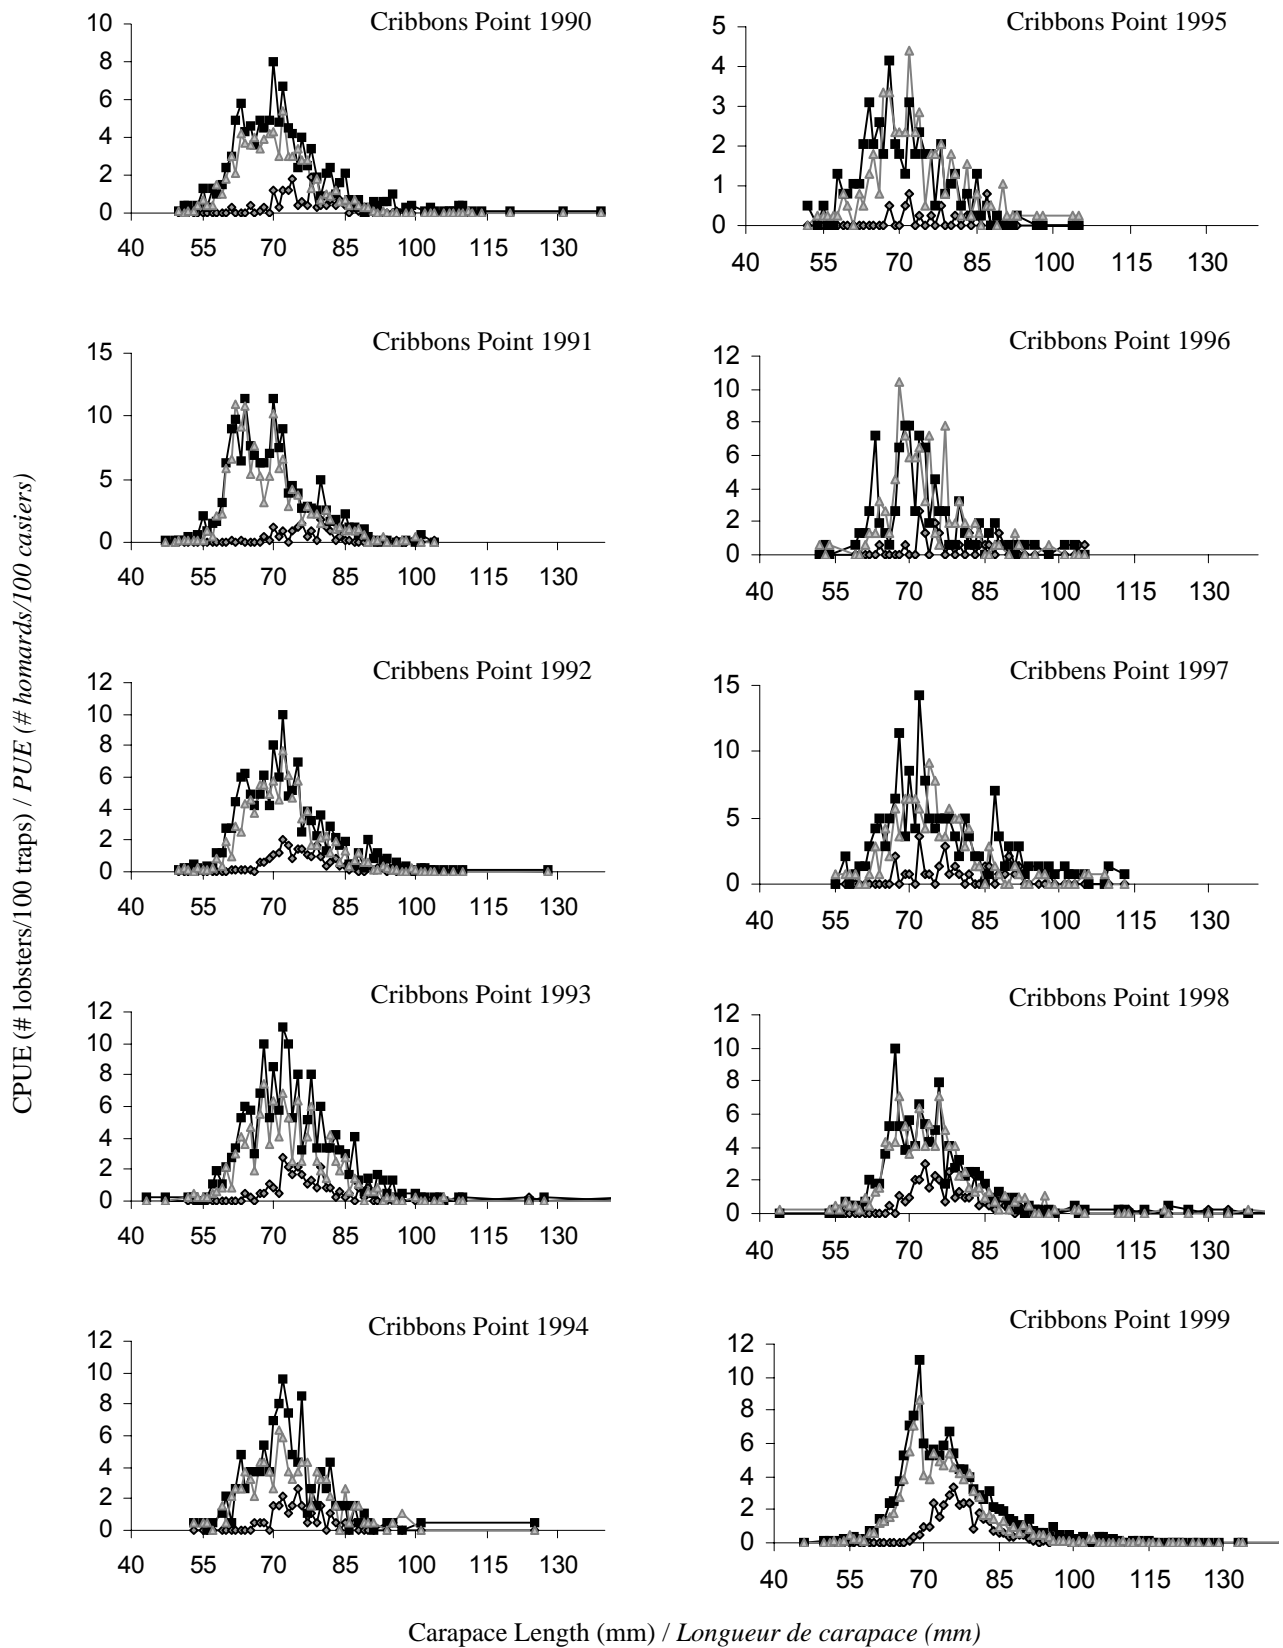 Cribbons Point 1990
10
8
6
4
2
0
40 55 70 85 100 115 130
Cribbons Point 1991
15
10
5
0
40 55 70 85 100 115 130
Cribbens Point 1992
12
10
8
6
4
2
0
40 55 70 85 100 115 130
Cribbons Point 1993
12
10
8
6
4
2
0
40 55 70 85 100 115 130
Cribbons Point 1994
12
10
8
6
4
2
0
40 55 70 85 100 115 130
Cribbons Point 1995
5
4
3
2
1
0
40 55 70 85 100 115 130
Cribbons Point 1996
12
10
8
6
4
2
0
40 55 70 85 100 115 130
Cribbens Point 1997
15
10
5
0
40 55 70 85 100 115 130
Cribbons Point 1998
12
10
8
6
4
2
0
40 55 70 85 100 115 130
Cribbons Point 1999
12
10
8
6
4
2
0
40 55 70 85 100 115 130
CPUE (# lobsters/100 traps) / PUE (# homards/100 casiers)
Carapace Length (mm) / Longueur de carapace (mm)